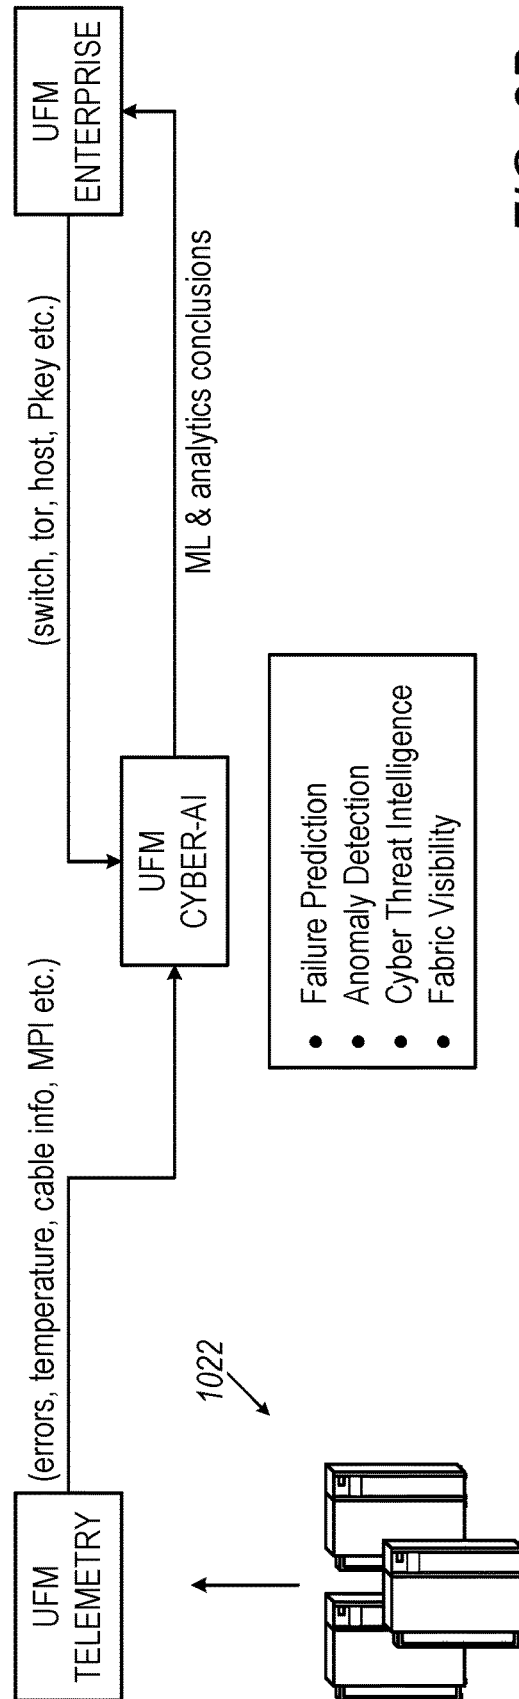 UFM
TELEMETRY
(errors, temperature, cable info, MPI etc.)
1022
UFM
CYBER-AI
• Failure Prediction
• Anomaly Detection
• Cyber Threat Intelligence
• Fabric Visibility
(switch, tor, host, Pkey etc.)
ML & analytics conclusions
UFM
ENTERPRISE